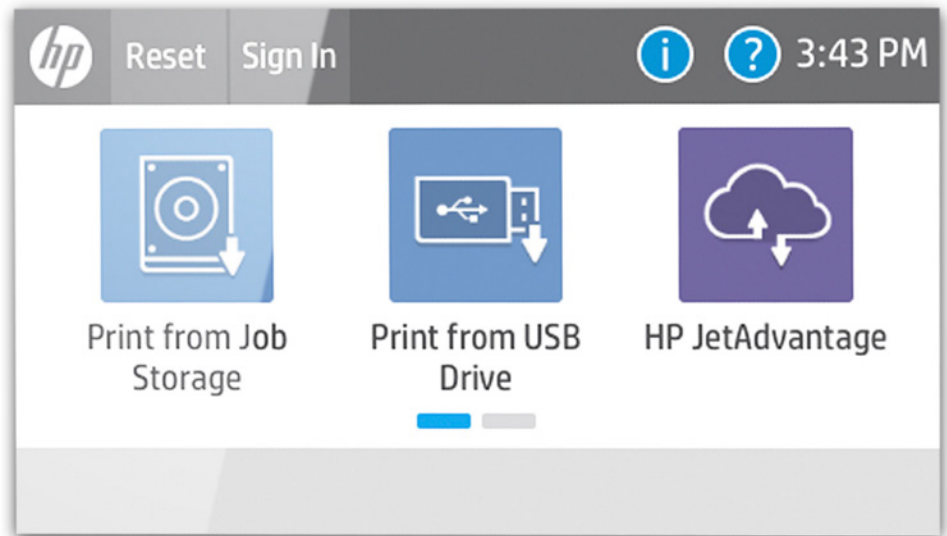 hp Reset Sign In i ? 3:43 PM
Print from Job
Storage
Print from USB
Drive
HP JetAdvantage